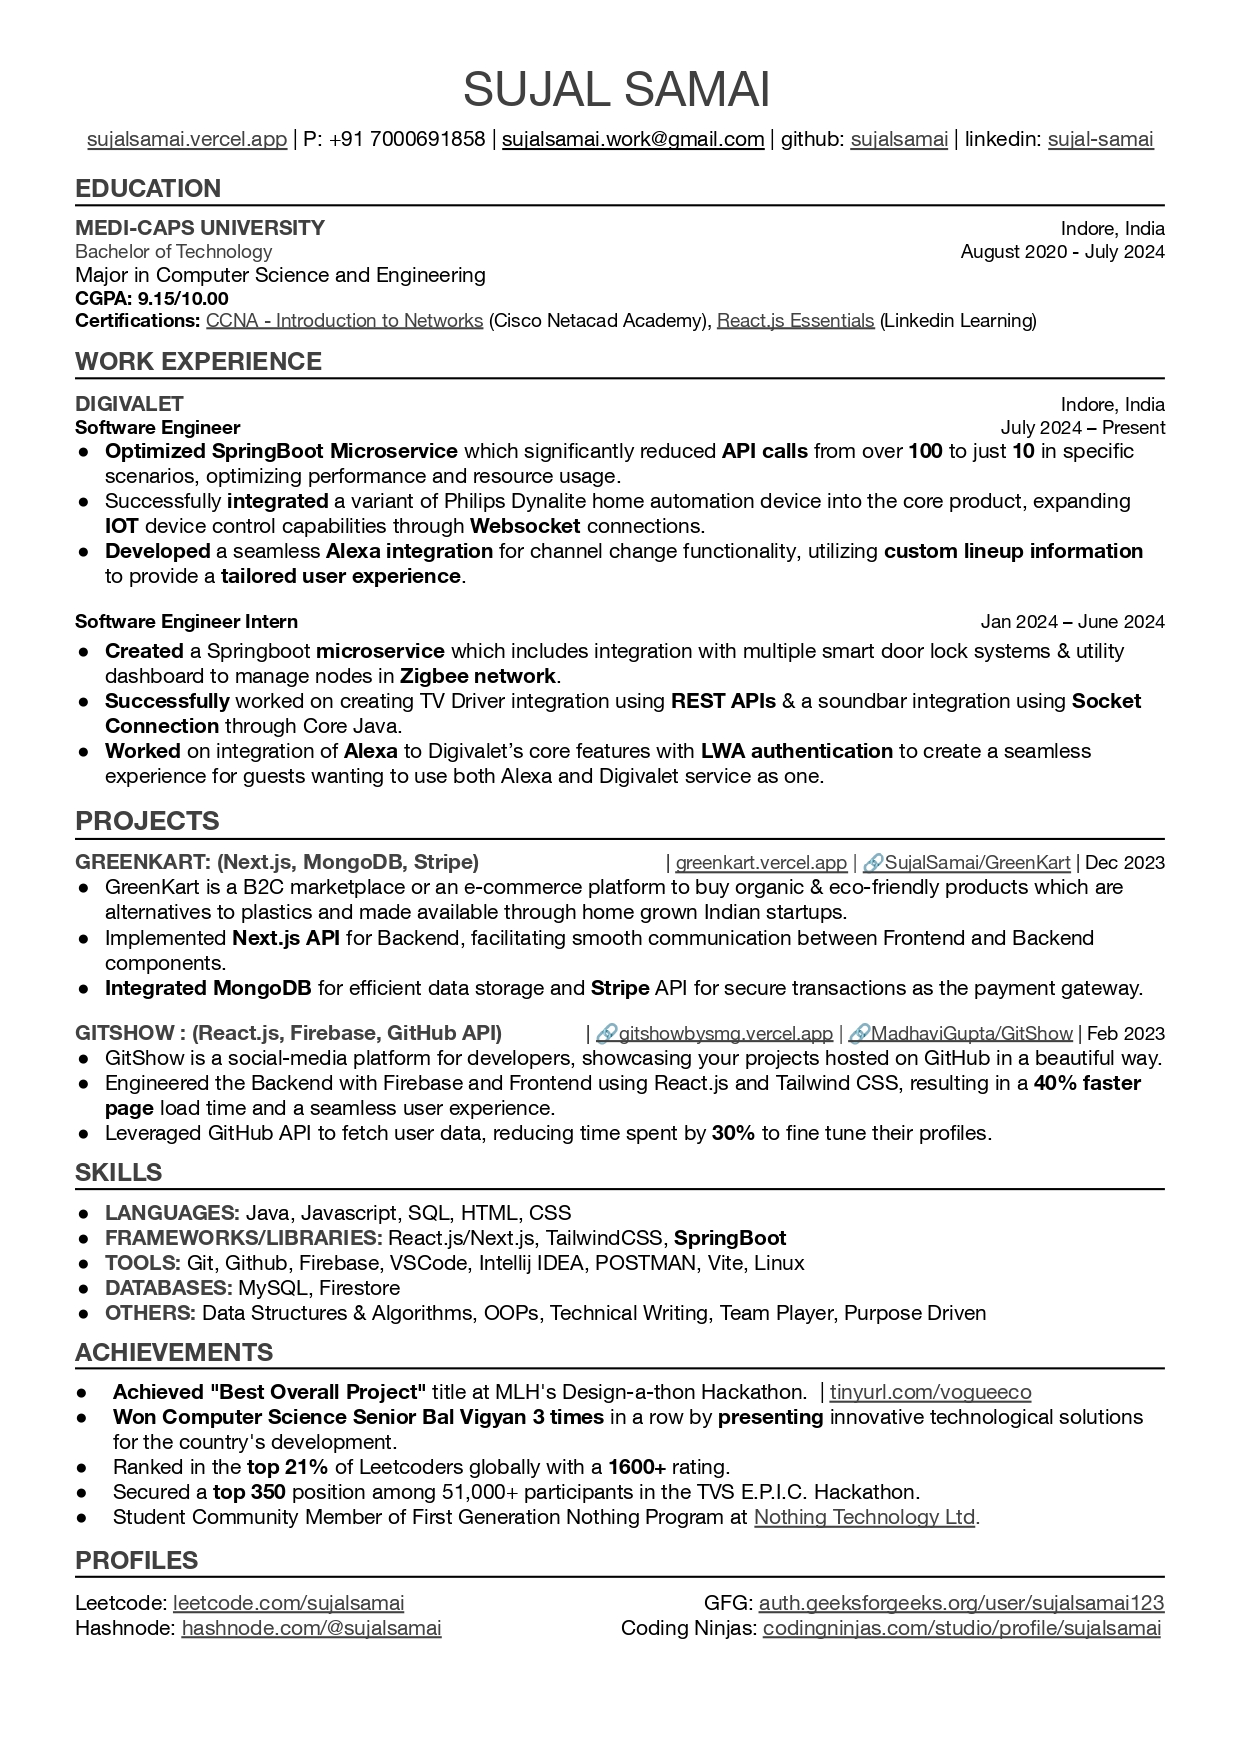 SUJAL SAMAI
sujalsamai.vercel.app | P: +91 7000691858 | sujalsamai.work@gmail.com | github: sujalsamai | linkedin: sujal-samai
EDUCATION
MEDI-CAPS UNIVERSITY Indore, India
Bachelor of Technology August 2020 - July 2024
Major in Computer Science and Engineering
CGPA: 9.15/10.00
Certifications: CCNA - Introduction to Networks (Cisco Netacad Academy), React.js Essentials (Linkedin Learning)
WORK EXPERIENCE
DIGIVALET Indore, India
Software Engineer July 2024 – Present
● Optimized SpringBoot Microservice which significantly reduced API calls from over 100 to just 10 in specific
scenarios, optimizing performance and resource usage.
● Successfully integrated a variant of Philips Dynalite home automation device into the core product, expanding
IOT device control capabilities through Websocket connections.
● Developed a seamless Alexa integration for channel change functionality, utilizing custom lineup information
to provide a tailored user experience.
Software Engineer Intern Jan 2024 – June 2024
● Created a Springboot microservice which includes integration with multiple smart door lock systems & utility
dashboard to manage nodes in Zigbee network.
● Successfully worked on creating TV Driver integration using REST APIs & a soundbar integration using Socket
Connection through Core Java.
● Worked on integration of Alexa to Digivalet’s core features with LWA authentication to create a seamless
experience for guests wanting to use both Alexa and Digivalet service as one.
PROJECTS
GREENKART: (Next.js, MongoDB, Stripe) | greenkart.vercel.app | 🔗SujalSamai/GreenKart | Dec 2023
● GreenKart is a B2C marketplace or an e-commerce platform to buy organic & eco-friendly products which are
alternatives to plastics and made available through home grown Indian startups.
● Implemented Next.js API for Backend, facilitating smooth communication between Frontend and Backend
components.
● Integrated MongoDB for efficient data storage and Stripe API for secure transactions as the payment gateway.
GITSHOW : (React.js, Firebase, GitHub API) | 🔗gitshowbysmg.vercel.app | 🔗MadhaviGupta/GitShow | Feb 2023
● GitShow is a social-media platform for developers, showcasing your projects hosted on GitHub in a beautiful way.
● Engineered the Backend with Firebase and Frontend using React.js and Tailwind CSS, resulting in a 40% faster
page load time and a seamless user experience.
● Leveraged GitHub API to fetch user data, reducing time spent by 30% to fine tune their profiles.
SKILLS
● LANGUAGES: Java, Javascript, SQL, HTML, CSS
● FRAMEWORKS/LIBRARIES: React.js/Next.js, TailwindCSS, SpringBoot
● TOOLS: Git, Github, Firebase, VSCode, Intellij IDEA, POSTMAN, Vite, Linux
● DATABASES: MySQL, Firestore
● OTHERS: Data Structures & Algorithms, OOPs, Technical Writing, Team Player, Purpose Driven
ACHIEVEMENTS
● Achieved "Best Overall Project" title at MLH's Design-a-thon Hackathon. | tinyurl.com/vogueeco
● Won Computer Science Senior Bal Vigyan 3 times in a row by presenting innovative technological solutions
for the country's development.
● Ranked in the top 21% of Leetcoders globally with a 1600+ rating.
● Secured a top 350 position among 51,000+ participants in the TVS E.P.I.C. Hackathon.
● Student Community Member of First Generation Nothing Program at Nothing Technology Ltd.
PROFILES
Leetcode: leetcode.com/sujalsamai GFG: auth.geeksforgeeks.org/user/sujalsamai123
Hashnode: hashnode.com/@sujalsamai Coding Ninjas: codingninjas.com/studio/profile/sujalsamai